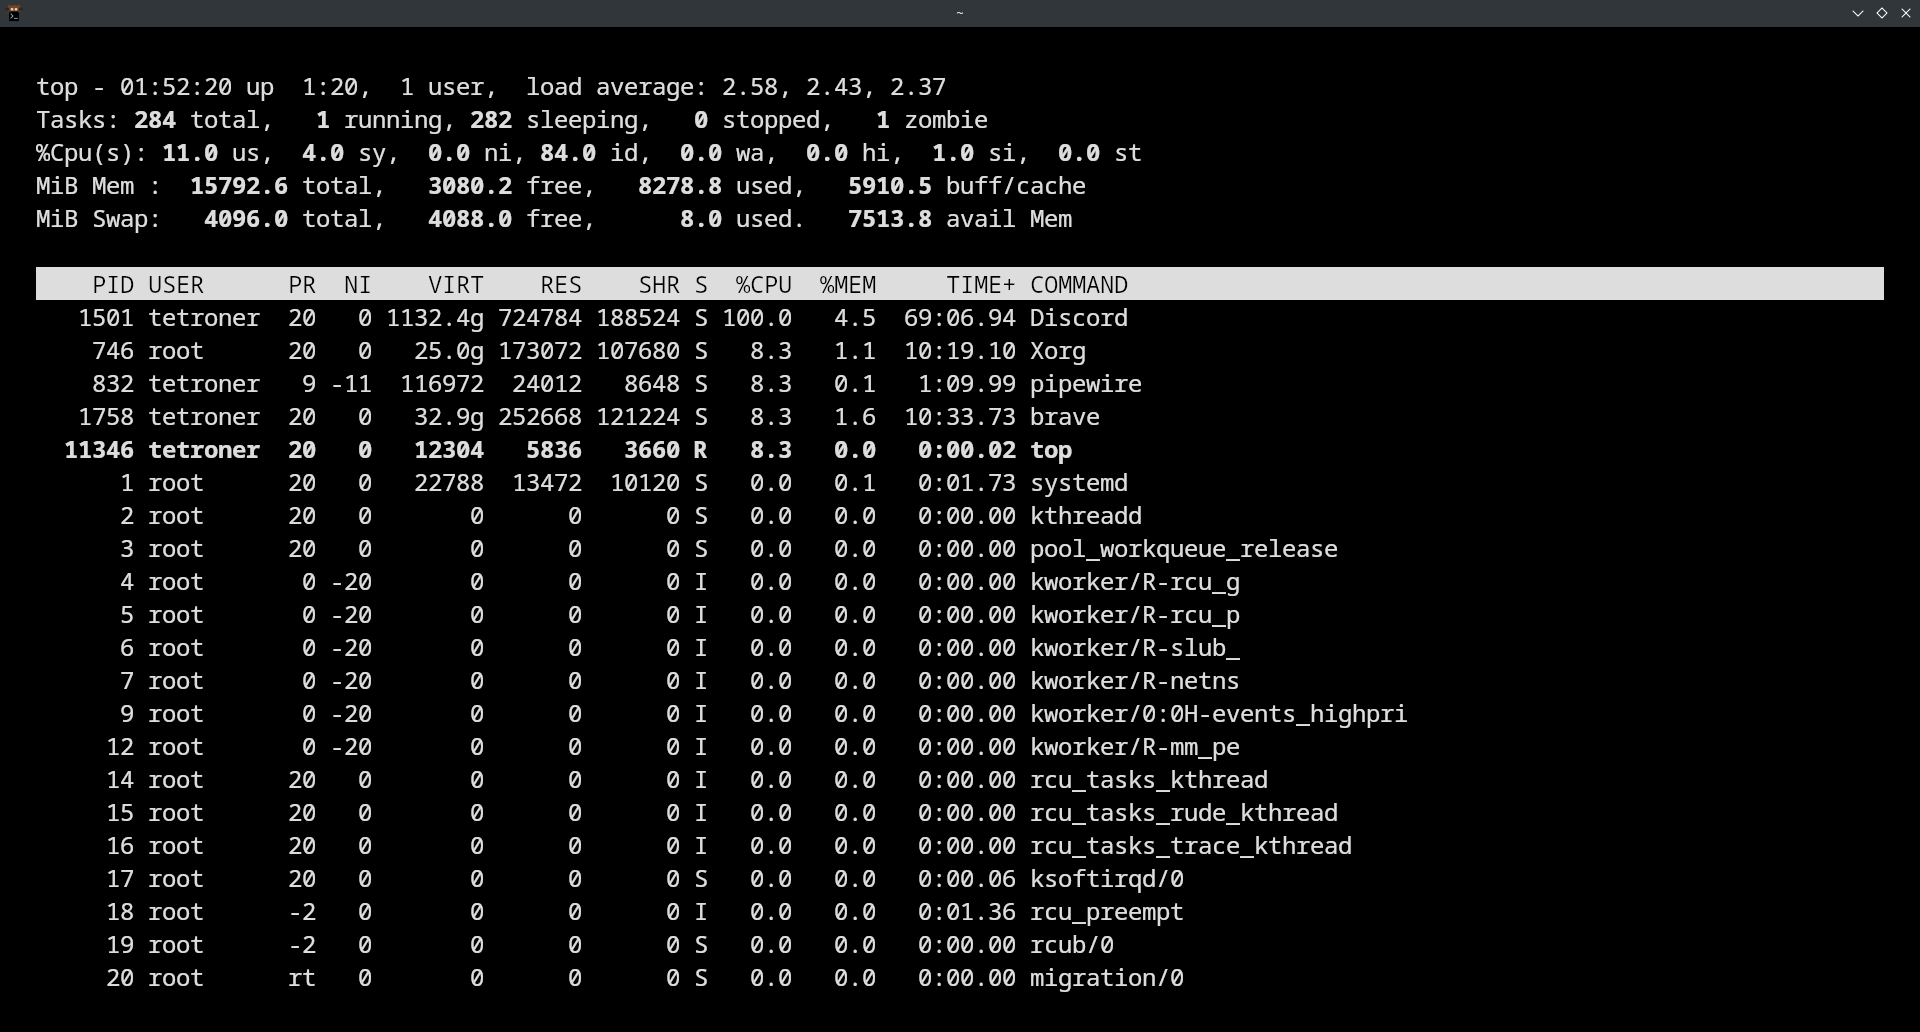 ~
top - 01:52:20 up  1:20,  1 user,  load average: 2.58, 2.43, 2.37
Tasks: 284 total,   1 running, 282 sleeping,   0 stopped,   1 zombie
%Cpu(s): 11.0 us,  4.0 sy,  0.0 ni, 84.0 id,  0.0 wa,  0.0 hi,  1.0 si,  0.0 st
MiB Mem :  15792.6 total,   3080.2 free,   8278.8 used,   5910.5 buff/cache
MiB Swap:   4096.0 total,   4088.0 free,      8.0 used.   7513.8 avail Mem
    PID USER      PR  NI    VIRT    RES    SHR S  %CPU  %MEM     TIME+ COMMAND
   1501 tetroner  20   0 1132.4g 724784 188524 S 100.0   4.5  69:06.94 Discord
    746 root      20   0   25.0g 173072 107680 S   8.3   1.1  10:19.10 Xorg
    832 tetroner   9 -11  116972  24012   8648 S   8.3   0.1   1:09.99 pipewire
   1758 tetroner  20   0   32.9g 252668 121224 S   8.3   1.6  10:33.73 brave
  11346 tetroner  20   0   12304   5836   3660 R   8.3   0.0   0:00.02 top
      1 root      20   0   22788  13472  10120 S   0.0   0.1   0:01.73 systemd
      2 root      20   0       0      0      0 S   0.0   0.0   0:00.00 kthreadd
      3 root      20   0       0      0      0 S   0.0   0.0   0:00.00 pool_workqueue_release
      4 root       0 -20       0      0      0 I   0.0   0.0   0:00.00 kworker/R-rcu_g
      5 root       0 -20       0      0      0 I   0.0   0.0   0:00.00 kworker/R-rcu_p
      6 root       0 -20       0      0      0 I   0.0   0.0   0:00.00 kworker/R-slub_
      7 root       0 -20       0      0      0 I   0.0   0.0   0:00.00 kworker/R-netns
      9 root       0 -20       0      0      0 I   0.0   0.0   0:00.00 kworker/0:0H-events_highpri
     12 root       0 -20       0      0      0 I   0.0   0.0   0:00.00 kworker/R-mm_pe
     14 root      20   0       0      0      0 I   0.0   0.0   0:00.00 rcu_tasks_kthread
     15 root      20   0       0      0      0 I   0.0   0.0   0:00.00 rcu_tasks_rude_kthread
     16 root      20   0       0      0      0 I   0.0   0.0   0:00.00 rcu_tasks_trace_kthread
     17 root      20   0       0      0      0 S   0.0   0.0   0:00.06 ksoftirqd/0
     18 root      -2   0       0      0      0 I   0.0   0.0   0:01.36 rcu_preempt
     19 root      -2   0       0      0      0 S   0.0   0.0   0:00.00 rcub/0
     20 root      rt   0       0      0      0 S   0.0   0.0   0:00.00 migration/0